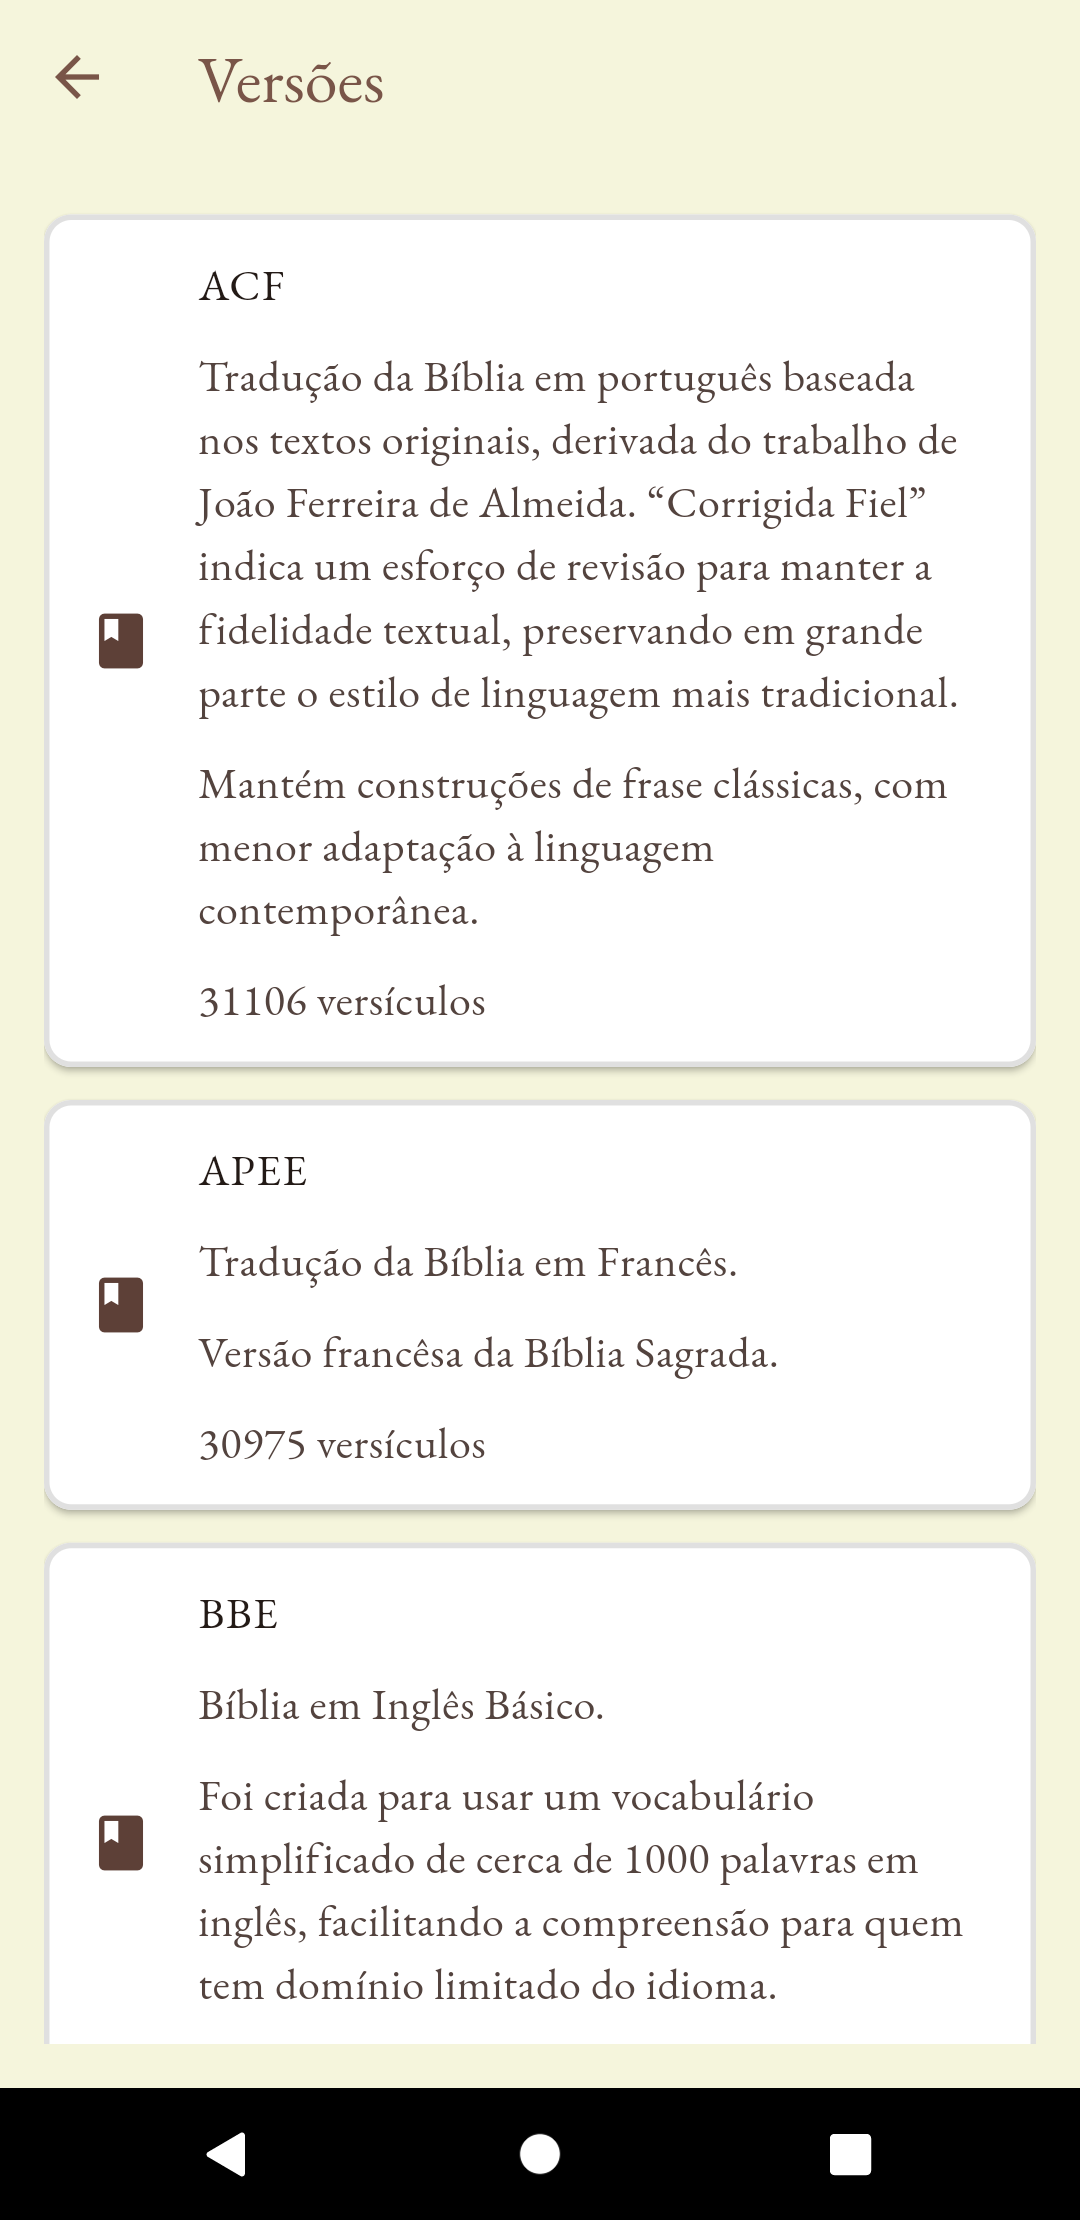 Versões
ACF
Tradução da Bíblia em português baseada
nos textos originais, derivada do trabalho de
João Ferreira de Almeida. “Corrigida Fiel”
indica um esforço de revisão para manter a
fidelidade textual, preservando em grande
parte o estilo de linguagem mais tradicional.
Mantém construções de frase clássicas, com
menor adaptação à linguagem
contemporânea.
31106 versículos
APEE
Tradução da Bíblia em Francês.
Versão francêsa da Bíblia Sagrada.
30975 versículos
BBE
Bíblia em Inglês Básico.
Foi criada para usar um vocabulário
simplificado de cerca de 1000 palavras em
inglês, facilitando a compreensão para quem
tem domínio limitado do idioma.